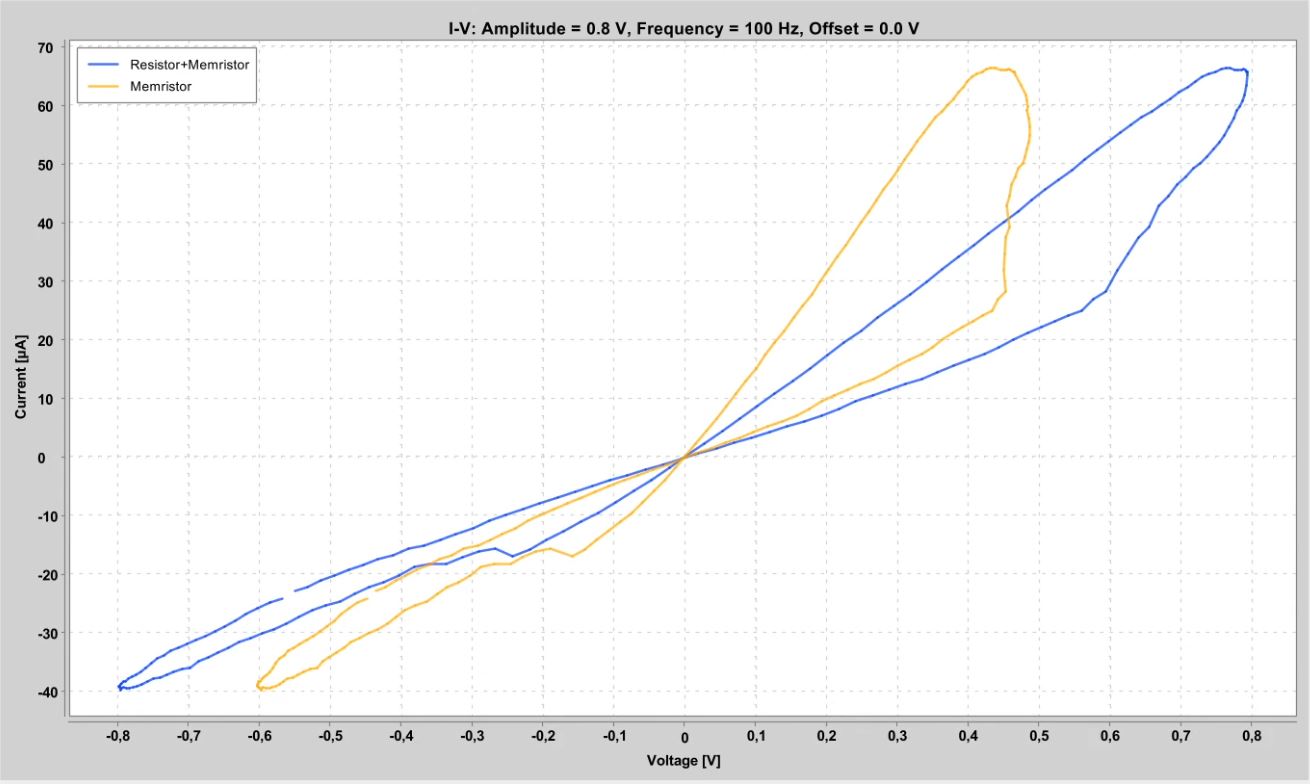 I-V: Amplitude = 0.8 V, Frequency = 100 Hz, Offset = 0.0 V
Resistor+Memristor
Memristor
70
60
50
40
30
20
10
0
-10
-20
-30
-40
Current [µA]
-0,8 -0,7 -0,6 -0,5 -0,4 -0,3 -0,2 -0,1 0 0,1 0,2 0,3 0,4 0,5 0,6 0,7 0,8
Voltage [V]